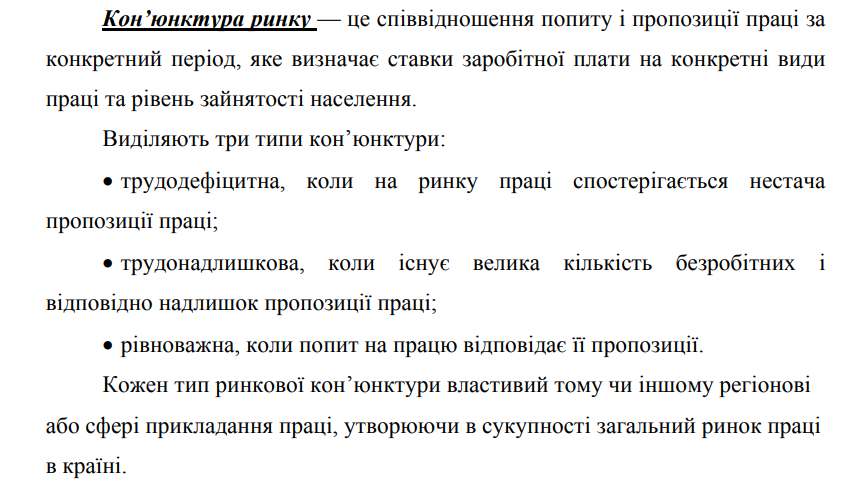 Кон’юнктура ринку — це співвідношення попиту і пропозиції праці за
конкретний період, яке визначає ставки заробітної плати на конкретні види
праці та рівень зайнятості населення.
Виділяють три типи кон’юнктури:
• трудодефіцитна, коли на ринку праці спостерігається нестача
пропозиції праці;
• трудонадлишкова, коли існує велика кількість безробітних і
відповідно надлишок пропозиції праці;
• рівноважна, коли попит на працю відповідає її пропозиції.
Кожен тип ринкової кон’юнктури властивий тому чи іншому регіонові
або сфері прикладання праці, утворюючи в сукупності загальний ринок праці
в країні.